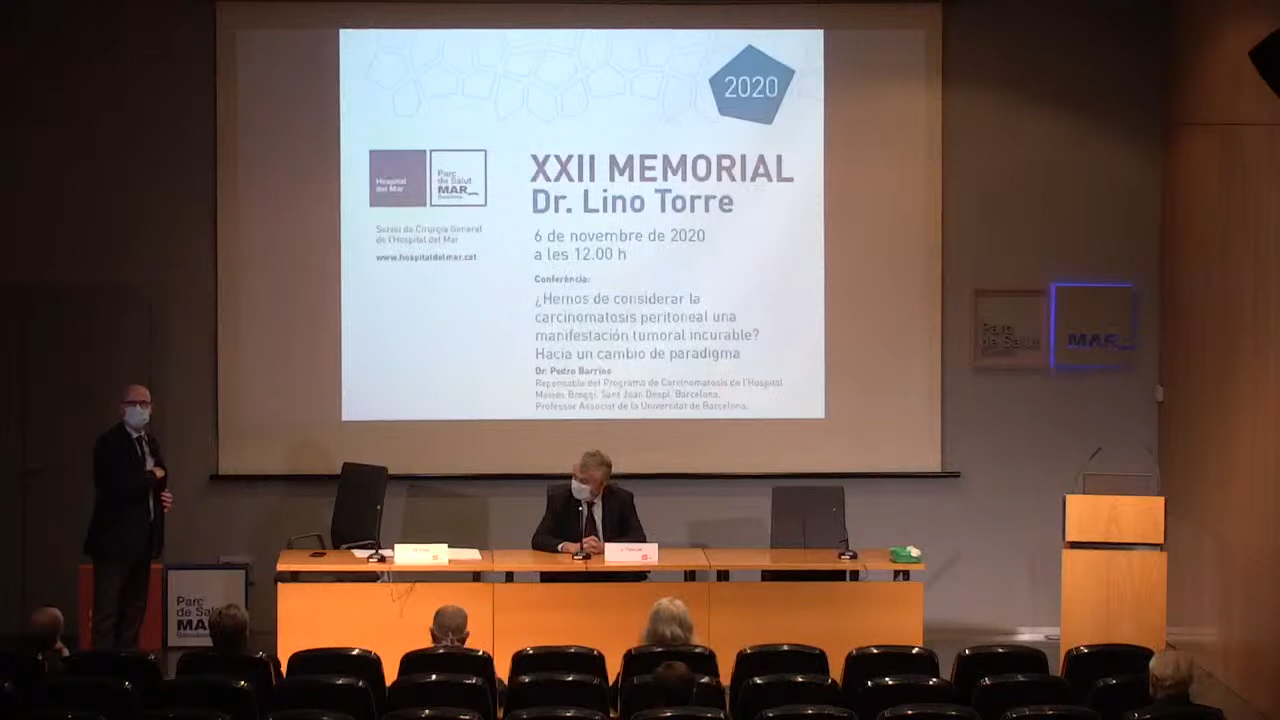 2020
XXII MEMORIAL
Dr. Lino Torre
6 de novembre de 2020
a les 12.00 h
Conferència:
¿Hemos de considerar la
carcinomatosis peritoneal una
manifestación tumoral incurable?
Hacia un cambio de paradigma
Dr. Pedro Barrios
Reponsable del Programa de Carcinomatosis de l'Hospital
Moisès Broggi, Sant Joan Despí, Barcelona.
Professor Associat de la Universitat de Barcelona.
Hospital
del Mar
Parc
de Salut
MAR
Barcelona
Servei de Cirurgia General
de l'Hospital del Mar
www.hospitaldelmar.cat
Parc
de Salut
MAR
Parc
de Salut
MAR
Barcelona